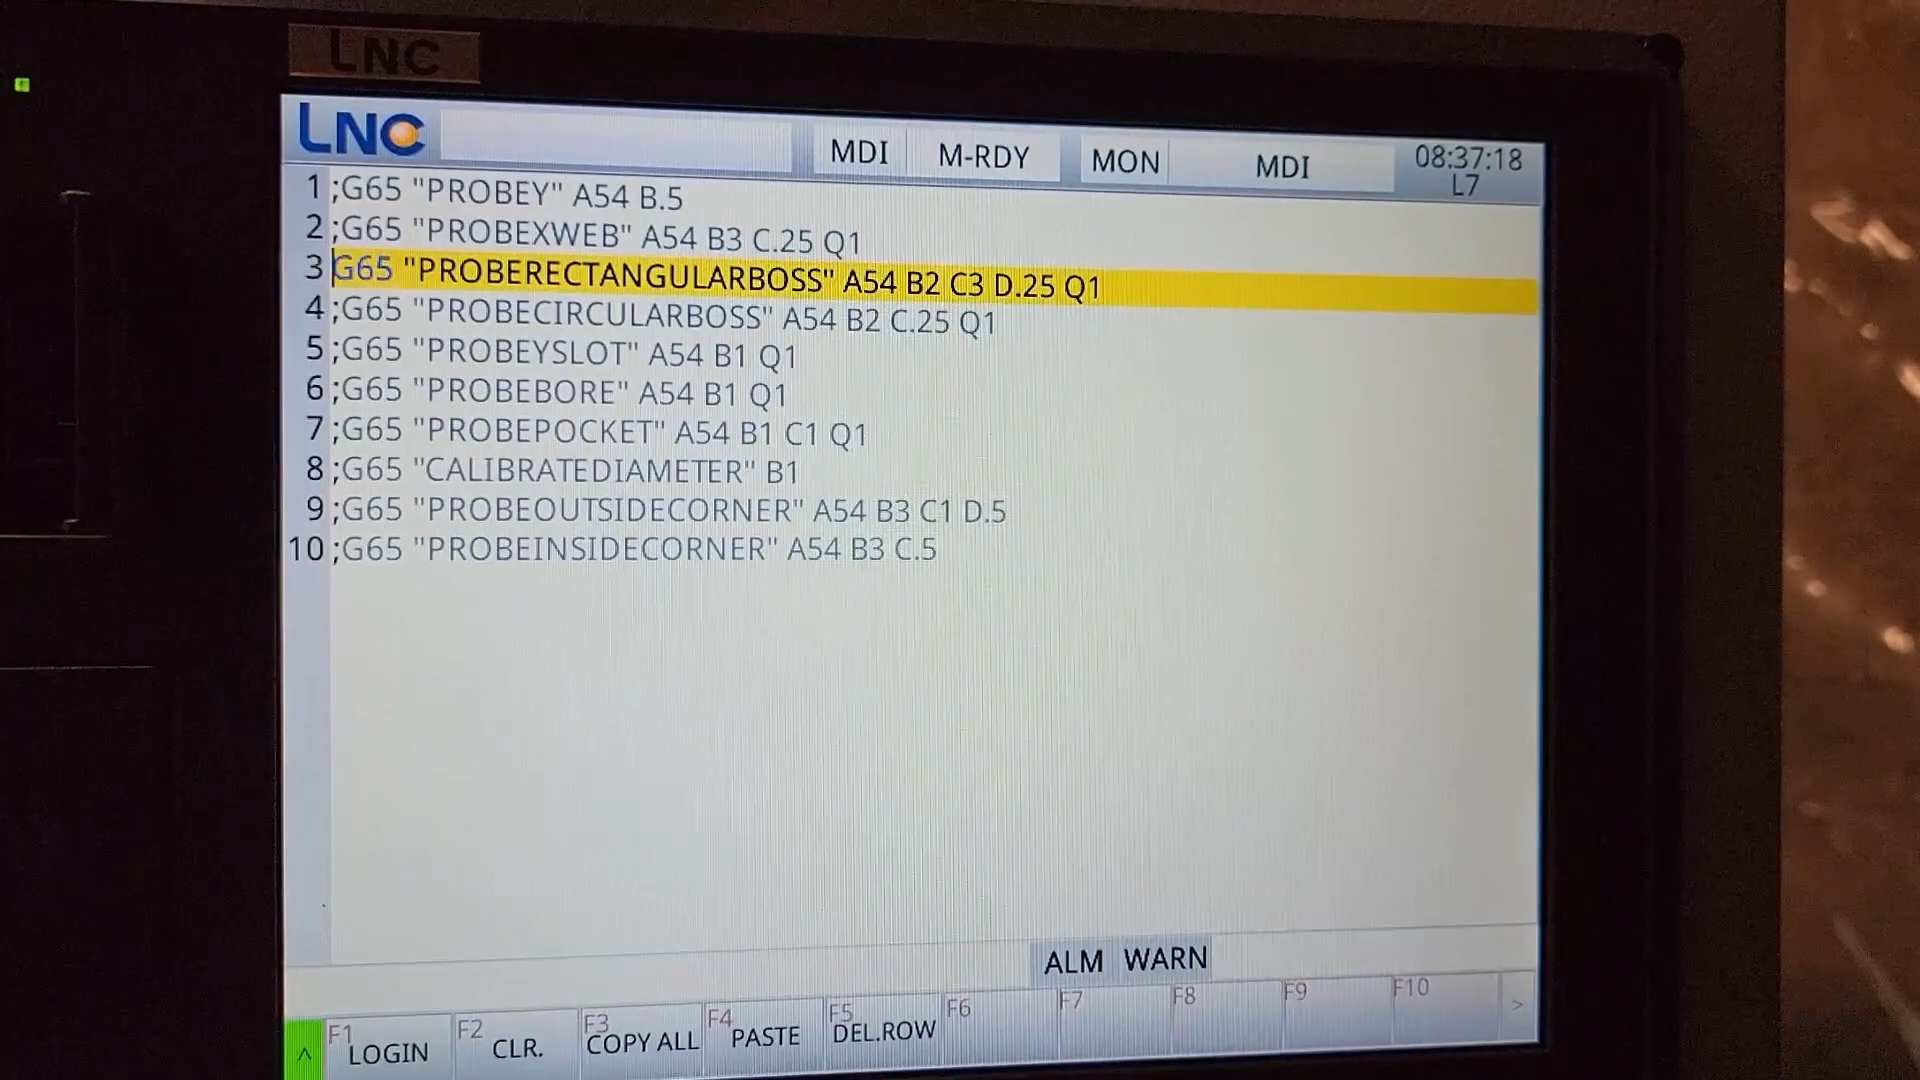 LNC
LNC MDI M-RDY MON MDI 08:37:18
L7
1 ;G65 "PROBEY" A54 B.5
2 ;G65 "PROBEXWEB" A54 B3 C.25 Q1
3 G65 "PROBERECTANGULARBOSS" A54 B2 C3 D.25 Q1
4 ;G65 "PROBECIRCULARBOSS" A54 B2 C.25 Q1
5 ;G65 "PROBEYSLOT" A54 B1 Q1
6 ;G65 "PROBEBORE" A54 B1 Q1
7 ;G65 "PROBEPOCKET" A54 B1 C1 Q1
8 ;G65 "CALIBRATEDIAMETER" B1
9 ;G65 "PROBEOUTSIDECORNER" A54 B3 C1 D.5
10 ;G65 "PROBEINSIDECORNER" A54 B3 C.5
ALM WARN
^ F1 LOGIN F2 CLR. F3 COPY ALL F4 PASTE F5 DEL.ROW F6 F7 F8 F9 F10 >